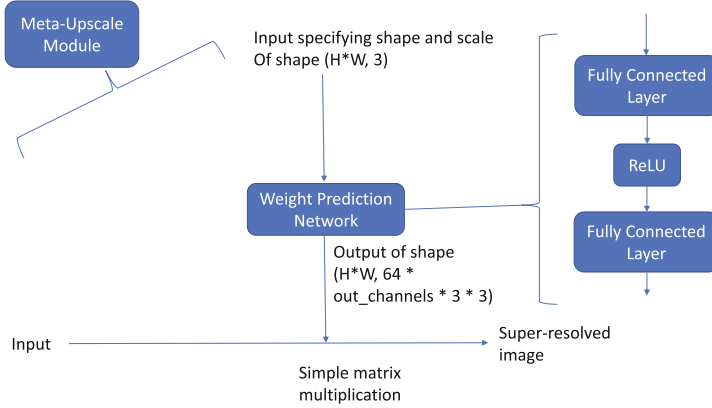 Meta-Upscale
Module
Input specifying shape and scale
Of shape (H*W, 3)
Weight Prediction
Network
Output of shape
(H*W, 64 *
out_channels * 3 * 3)
Input
Super-resolved
image
Simple matrix
multiplication
Fully Connected
Layer
ReLU
Fully Connected
Layer